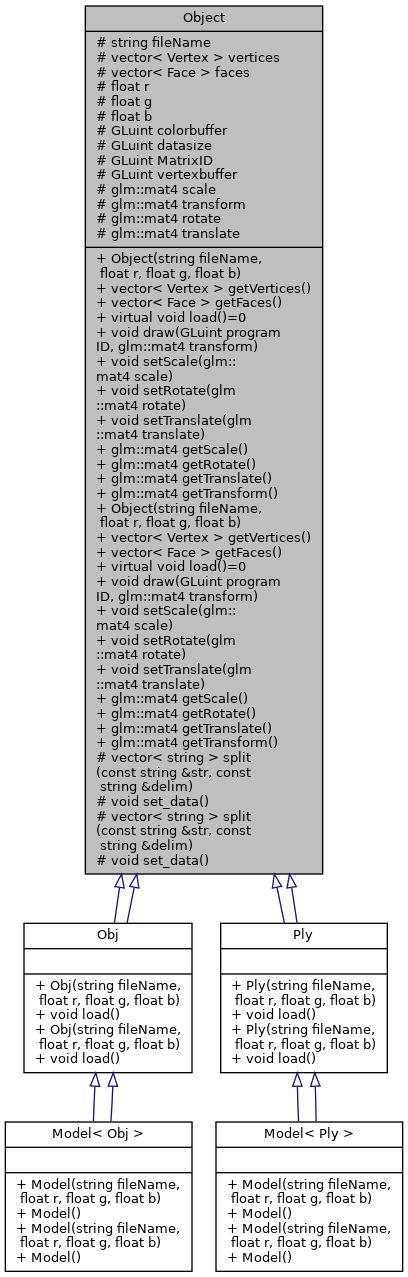 Object
# string fileName
# vector< Vertex > vertices
# vector< Face > faces
# float r
# float g
# float b
# GLuint colorbuffer
# GLuint datasize
# GLuint MatrixID
# GLuint vertexbuffer
# glm::mat4 scale
# glm::mat4 transform
# glm::mat4 rotate
# glm::mat4 translate
+ Object(string fileName,
float r, float g, float b)
+ vector< Vertex > getVertices()
+ vector< Face > getFaces()
+ virtual void load()=0
+ void draw(GLuint program
ID, glm::mat4 transform)
+ void setScale(glm::
mat4 scale)
+ void setRotate(glm
::mat4 rotate)
+ void setTranslate(glm
::mat4 translate)
+ glm::mat4 getScale()
+ glm::mat4 getRotate()
+ glm::mat4 getTranslate()
+ glm::mat4 getTransform()
+ Object(string fileName,
float r, float g, float b)
+ vector< Vertex > getVertices()
+ vector< Face > getFaces()
+ virtual void load()=0
+ void draw(GLuint program
ID, glm::mat4 transform)
+ void setScale(glm::
mat4 scale)
+ void setRotate(glm
::mat4 rotate)
+ void setTranslate(glm
::mat4 translate)
+ glm::mat4 getScale()
+ glm::mat4 getRotate()
+ glm::mat4 getTranslate()
+ glm::mat4 getTransform()
# vector< string > split
(const string &str, const
string &delim)
# void set_data()
# vector< string > split
(const string &str, const
string &delim)
# void set_data()
Obj
+ Obj(string fileName,
float r, float g, float b)
+ void load()
+ Obj(string fileName,
float r, float g, float b)
+ void load()
Ply
+ Ply(string fileName,
float r, float g, float b)
+ void load()
+ Ply(string fileName,
float r, float g, float b)
+ void load()
Model< Obj >
+ Model(string fileName,
float r, float g, float b)
+ Model()
+ Model(string fileName,
float r, float g, float b)
+ Model()
Model< Ply >
+ Model(string fileName,
float r, float g, float b)
+ Model()
+ Model(string fileName,
float r, float g, float b)
+ Model()